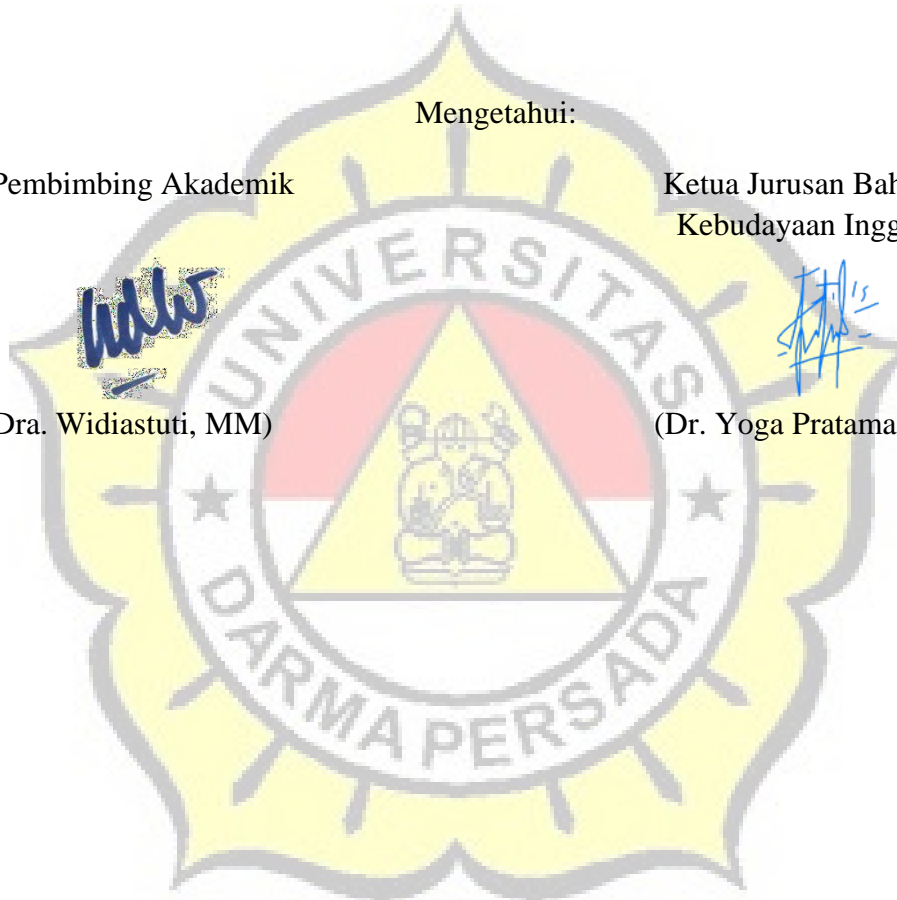 Mengetahui:
Pembimbing Akademik
Ketua Jurusan Bah
Kebudayaan Ingg
Dra. Widiastuti, MM)
(Dr. Yoga Pratama
UNIVERSITAS
DARMA PERSADA